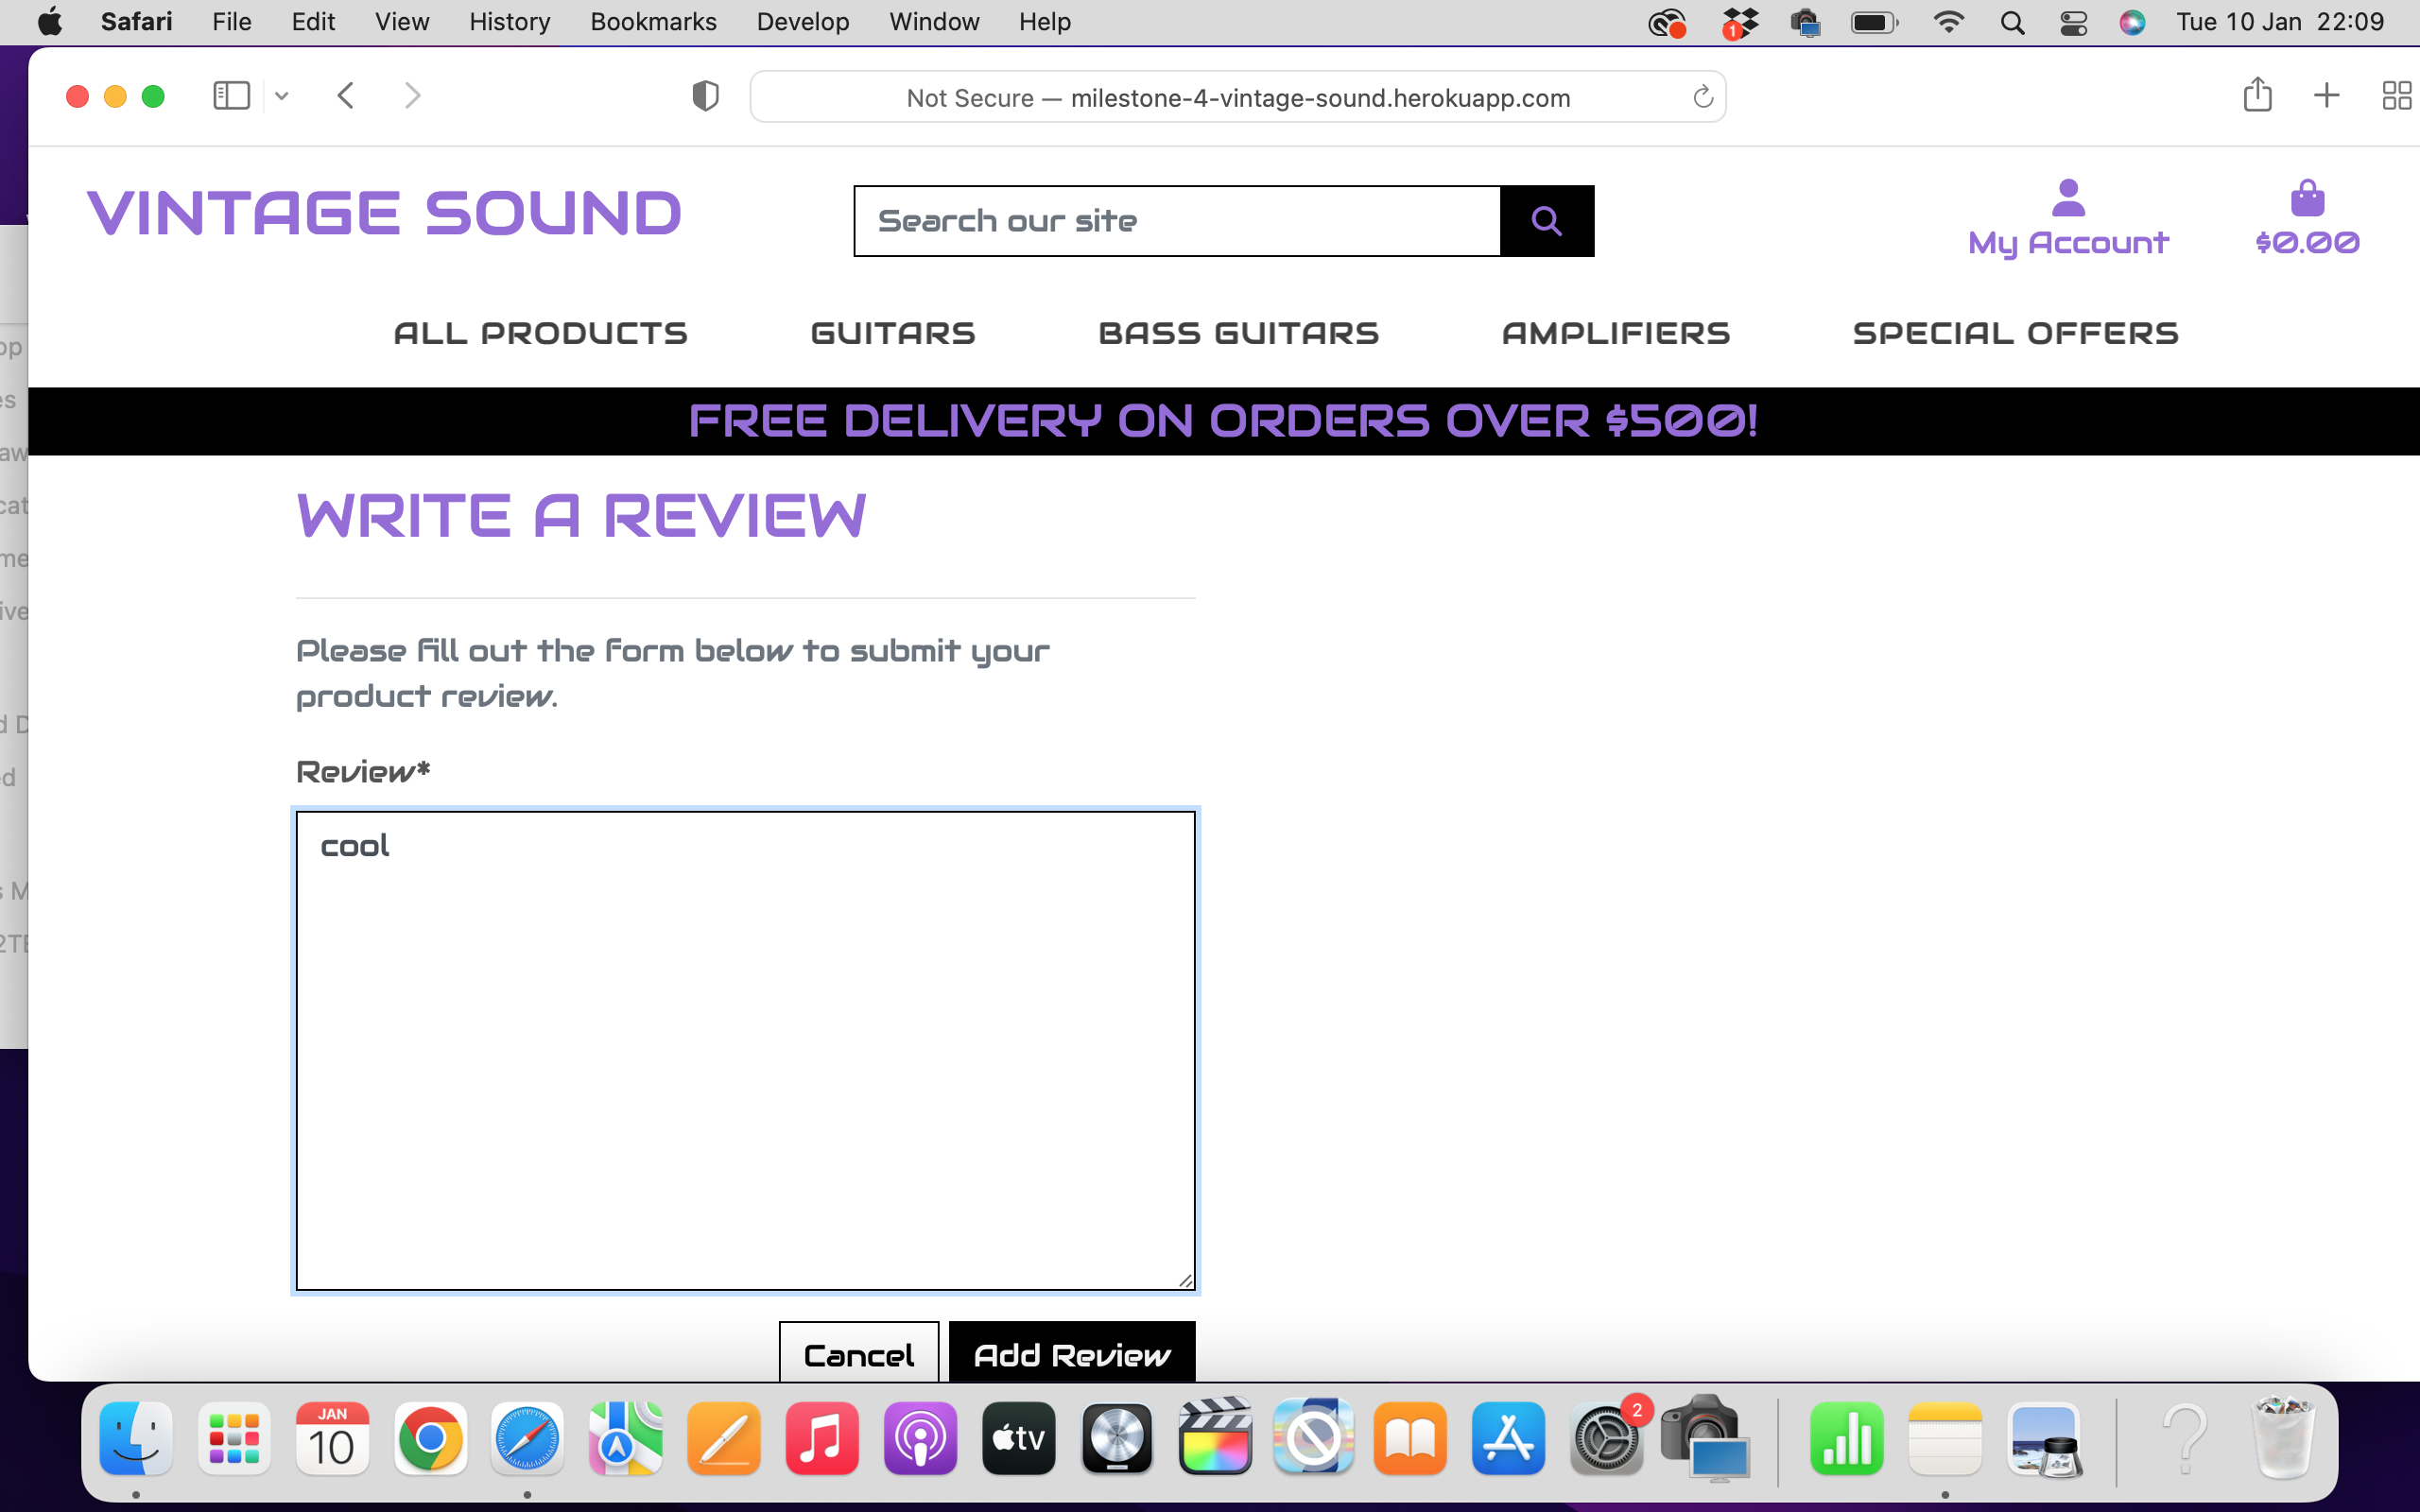 Safari File Edit View History Bookmarks Develop Window Help
1
Tue 10 Jan 22:09
Not Secure — milestone-4-vintage-sound.herokuapp.com
VINTAGE SOUND
Search our site
My Account
$0.00
ALL PRODUCTS GUITARS BASS GUITARS AMPLIFIERS SPECIAL OFFERS
FREE DELIVERY ON ORDERS OVER $500!
WRITE A REVIEW
Please fill out the form below to submit your
product review.
Review*
cool
Cancel Add Review
JAN
10
tv
2